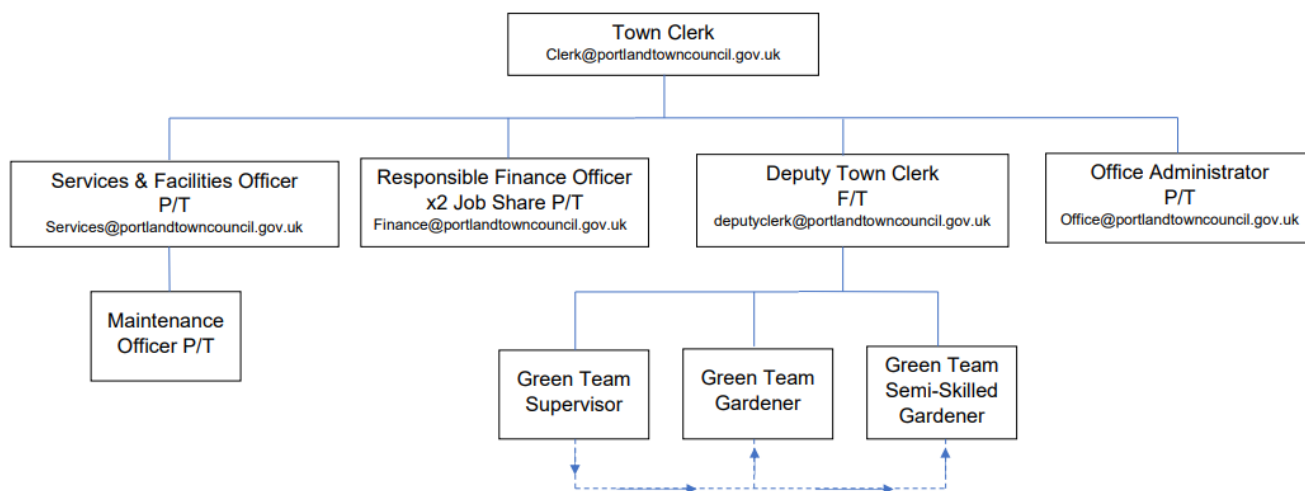 Town Clerk
Clerk@portlandtowncouncil.gov.uk
Services & Facilities Officer
P/T
Services@portlandtowncouncil.gov.uk
Responsible Finance Officer
x2 Job Share P/T
Finance@portlandtowncouncil.gov.uk
Deputy Town Clerk
F/T
deputyclerk@portlandtowncouncil.gov.uk
Office Administrator
P/T
Office@portlandtowncouncil.gov.uk
Maintenance
Officer P/T
Green Team
Supervisor
Green Team
Gardener
Green Team
Semi-Skilled
Gardener